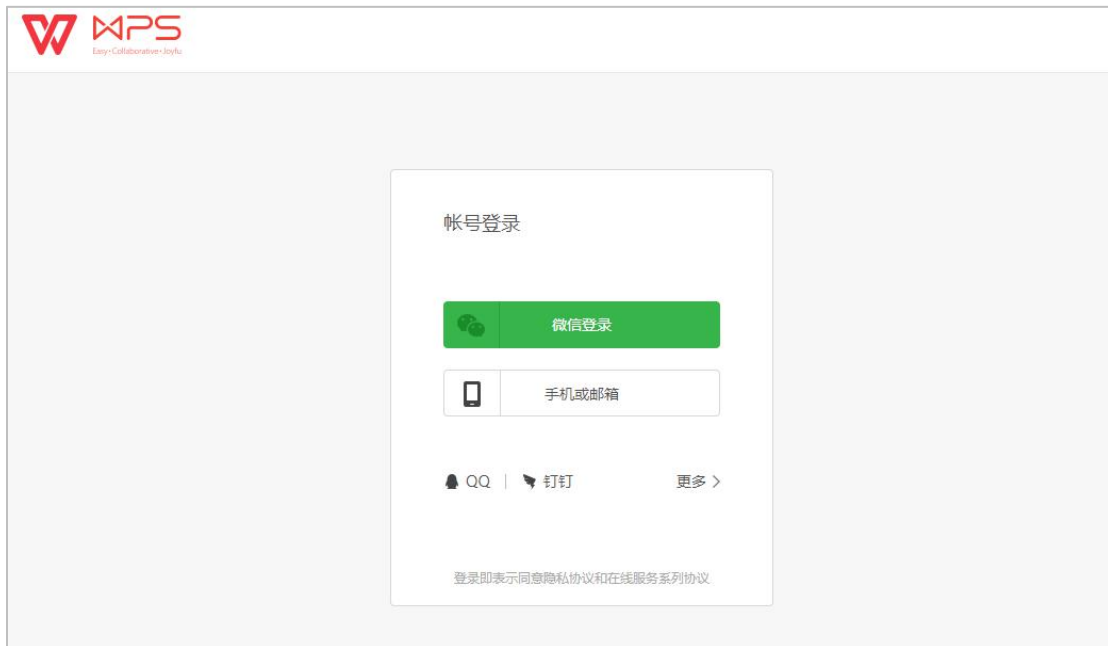 WPS
Easy·Collaborative·Joyfu
帐号登录
微信登录
手机或邮箱
QQ | 钉钉 更多 >
登录即表示同意隐私协议和在线服务系列协议